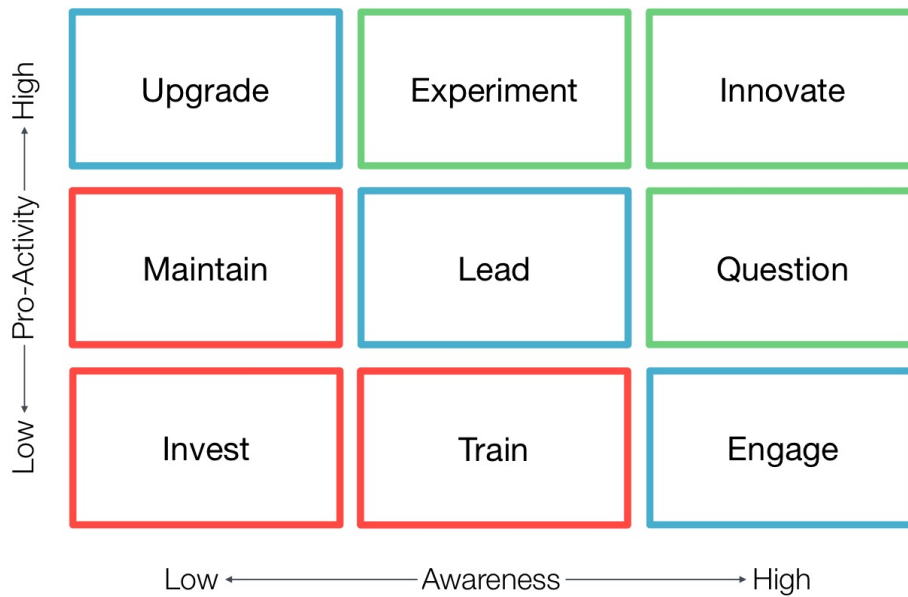 High
Pro-Activity
Low
Upgrade
Experiment
Innovate
Maintain
Lead
Question
Invest
Train
Engage
Low
Awareness
High